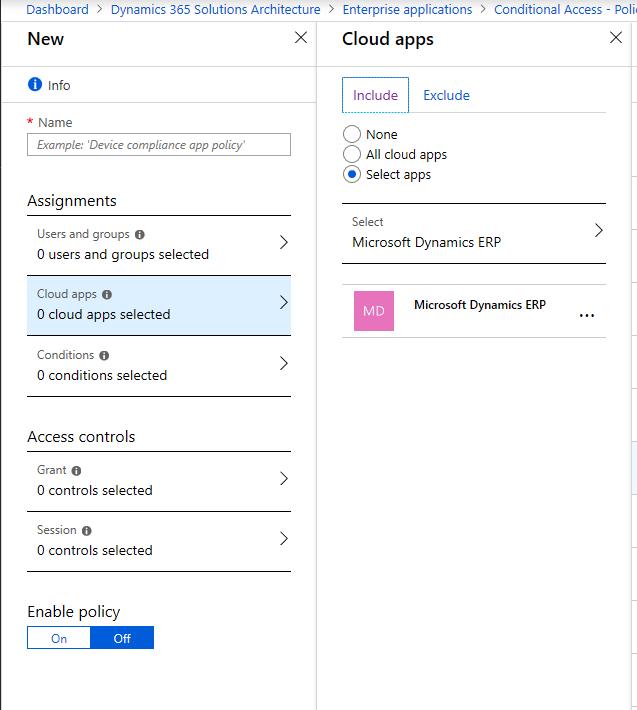 Dashboard > Dynamics 365 Solutions Architecture > Enterprise applications > Conditional Access - Poli
New
Info
* Name
Example: 'Device compliance app policy'
Assignments
Users and groups
0 users and groups selected
Cloud apps
0 cloud apps selected
Conditions
0 conditions selected
Access controls
Grant
0 controls selected
Session
0 controls selected
Enable policy
On Off
Cloud apps
Include Exclude
None
All cloud apps
Select apps
Select
Microsoft Dynamics ERP
MD Microsoft Dynamics ERP ...